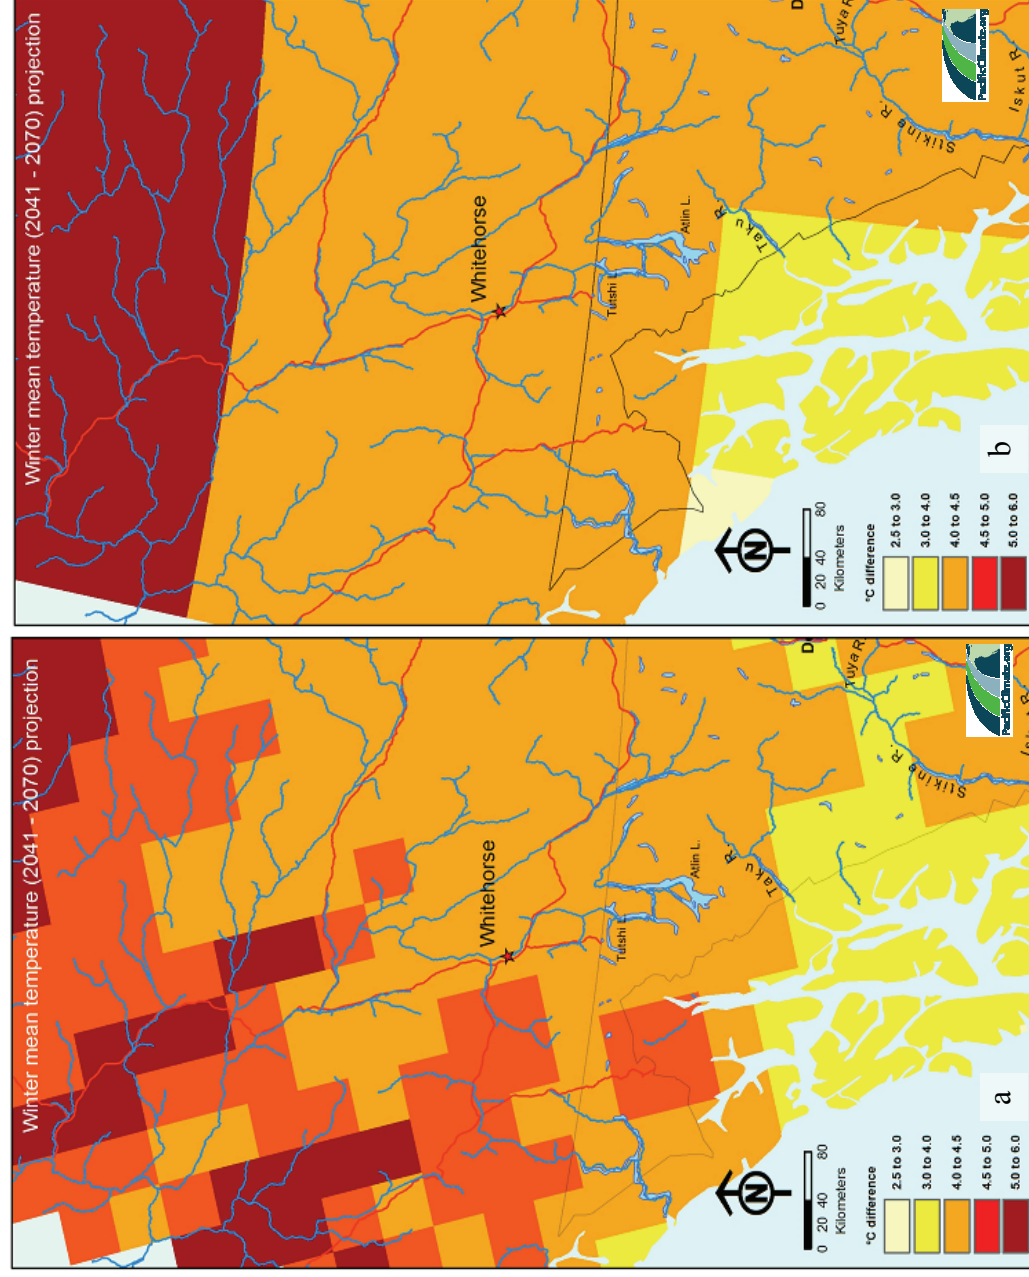 Winter mean temperature (2041 - 2070) projection
Whitehorse
Tutshi L.
Atlin L.
Taku R.
Tuya R.
Stikine R.
N
0 20 40 80
Kilometers
°C difference
2.5 to 3.0
3.0 to 4.0
4.0 to 4.5
4.5 to 5.0
5.0 to 6.0
a
PacificClimate.org
Winter mean temperature (2041 - 2070) projection
Whitehorse
Tutshi L.
Atlin L.
Taku R.
Tuya R.
Stikine R.
Iskut R.
N
0 20 40 80
Kilometers
°C difference
2.5 to 3.0
3.0 to 4.0
4.0 to 4.5
4.5 to 5.0
5.0 to 6.0
b
PacificClimate.org